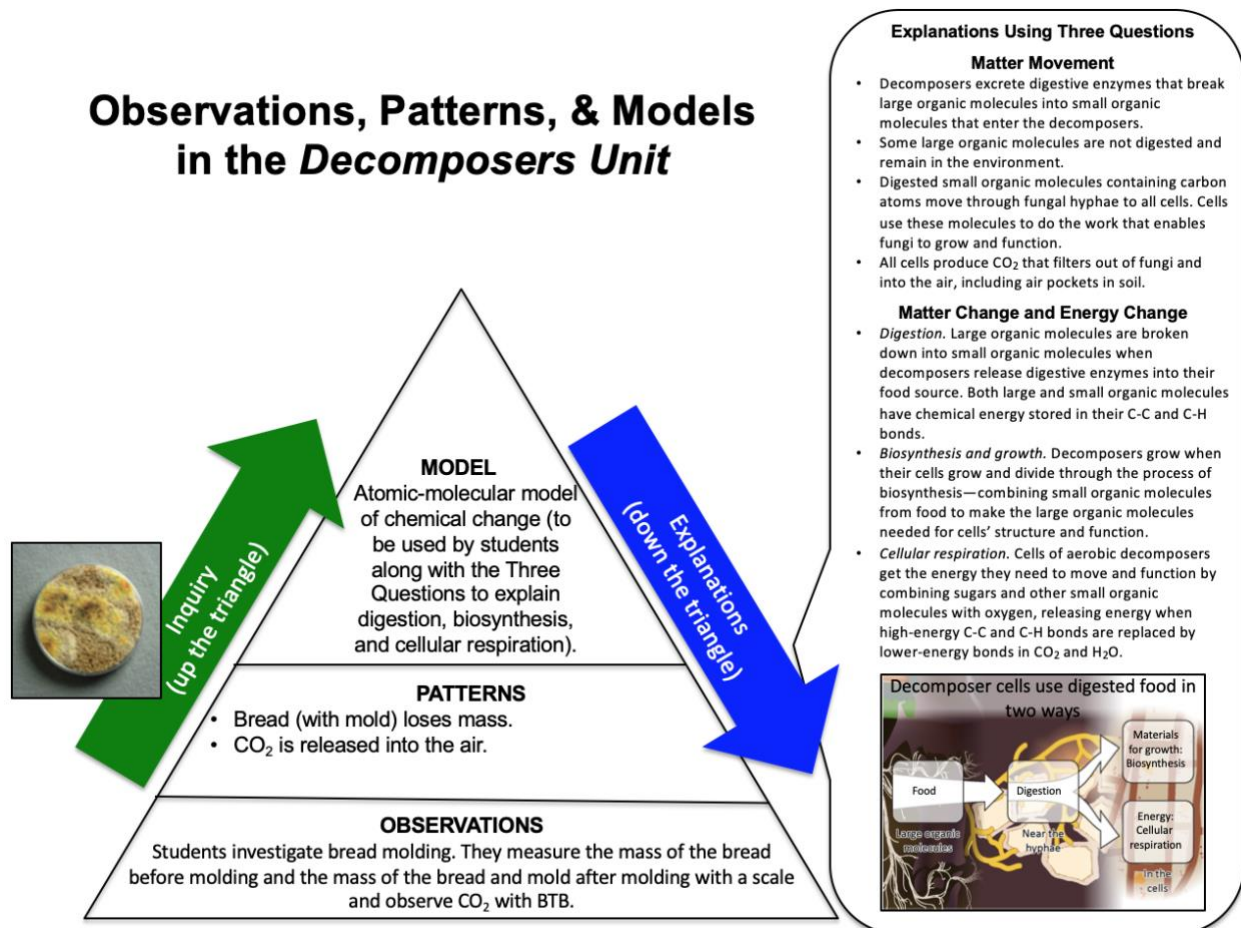 Observations, Patterns, & Models
in the Decomposers Unit
Inquiry
(up the triangle)
MODEL
Atomic-molecular model
of chemical change (to
be used by students
along with the Three
Questions to explain
digestion, biosynthesis,
and cellular respiration).
PATTERNS
• Bread (with mold) loses mass.
• CO₂ is released into the air.
OBSERVATIONS
Students investigate bread molding. They measure the mass of the bread
before molding and the mass of the bread and mold after molding with a scale
and observe CO₂ with BTB.
Explanations
(down the triangle)
Explanations Using Three Questions
Matter Movement
• Decomposers excrete digestive enzymes that break
large organic molecules into small organic
molecules that enter the decomposers.
• Some large organic molecules are not digested and
remain in the environment.
• Digested small organic molecules containing carbon
atoms move through fungal hyphae to all cells. Cells
use these molecules to do the work that enables
fungi to grow and function.
• All cells produce CO₂ that filters out of fungi and
into the air, including air pockets in soil.
Matter Change and Energy Change
• Digestion. Large organic molecules are broken
down into small organic molecules when
decomposers release digestive enzymes into their
food source. Both large and small organic molecules
have chemical energy stored in their C-C and C-H
bonds.
• Biosynthesis and growth. Decomposers grow when
their cells grow and divide through the process of
biosynthesis—combining small organic molecules
from food to make the large organic molecules
needed for cells’ structure and function.
• Cellular respiration. Cells of aerobic decomposers
get the energy they need to move and function by
combining sugars and other small organic
molecules with oxygen, releasing energy when
high-energy C-C and C-H bonds are replaced by
lower-energy bonds in CO₂ and H₂O.
Decomposer cells use digested food in
two ways
Food
Large organic
molecules
Digestion
Near the
hyphae
Materials
for growth:
Biosynthesis
Energy:
Cellular
respiration
In the
cells